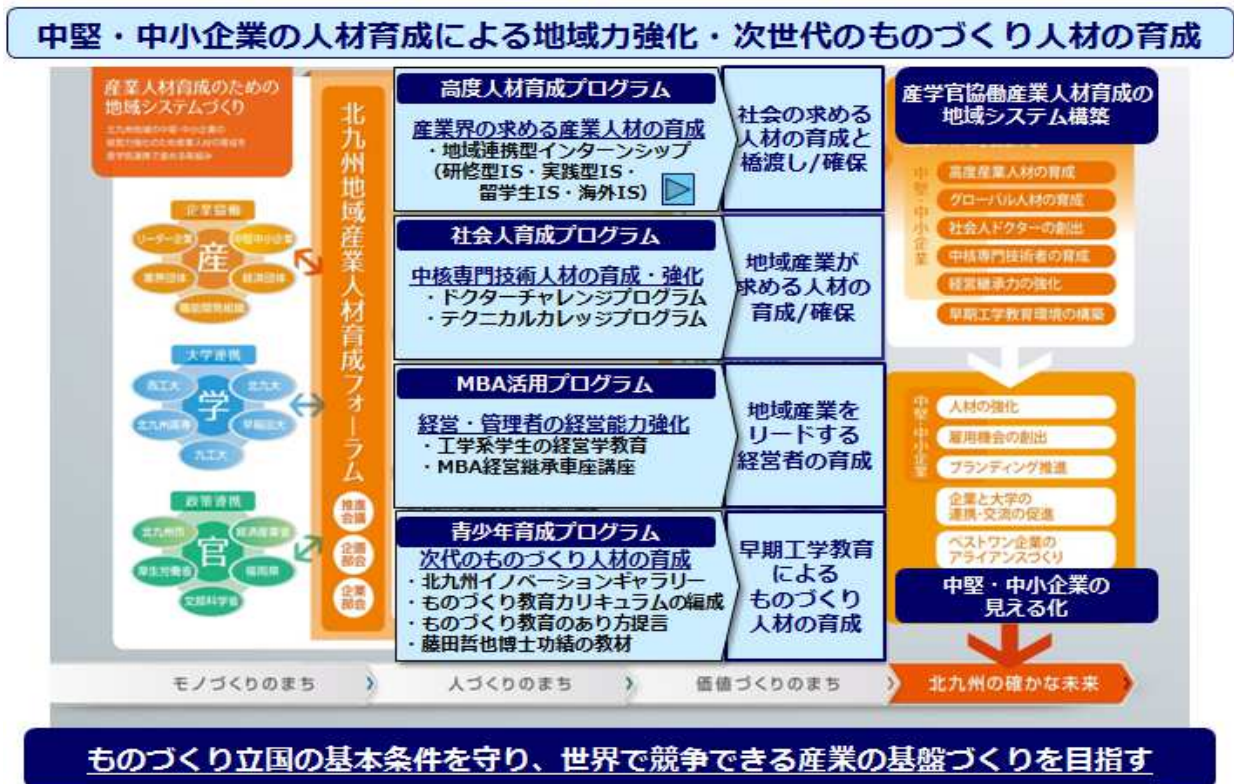 中堅・中小企業の人材育成による地域力強化・次世代のものづくり人材の育成
産業人材育成のための
地域システムづくり
北九州地域の中堅・中小企業の
企業協働
リーダー企業
中堅中小企業
産
業界団体
経済団体
大学連携
西工大
北九大
学
北九州高専
早稲田大
九工大
政策連携
北九州市
経済産業省
官
厚生労働省
福岡県
文部科学省
北九州地域産業人材育成フォーラム
推進
会議
企画
部会
企業
部会
高度人材育成プログラム
産業界の求める産業人材の育成
・地域連携型インターンシップ
(研修型IS・実践型IS・
留学生IS・海外IS)
社会の求める
人材の育成と
橋渡し/確保
社会人育成プログラム
中核専門技術人材の育成・強化
・ドクターチャレンジプログラム
・テクニカルカレッジプログラム
地域産業が
求める人材の
育成/確保
MBA活用プログラム
経営・管理者の経営能力強化
・工学系学生の経営学教育
・MBA経営継承車座講座
地域産業を
リードする
経営者の育成
青少年育成プログラム
次代のものづくり人材の育成
・北九州イノベーションギャラリー
・ものづくり教育カリキュラムの編成
・ものづくり教育のあり方提言
・藤田哲也博士功績の教材
早期工学教育
による
ものづくり
人材の育成
産学官協働産業人材育成の
地域システム構築
中堅・中小企業
高度産業人材の育成
グローバル人材の育成
社会人ドクターの創出
中核専門技術者の育成
経営継承力の強化
早期工学教育環境の構築
中堅・中小企業
人材の強化
雇用機会の創出
ブランディング推進
企業と大学の
連携・交流の促進
ベストワン企業の
アライアンスづくり
中堅・中小企業の
見える化
モノづくりのまち
人づくりのまち
価値づくりのまち
北九州の確かな未来
ものづくり立国の基本条件を守り、世界で競争できる産業の基盤づくりを目指す